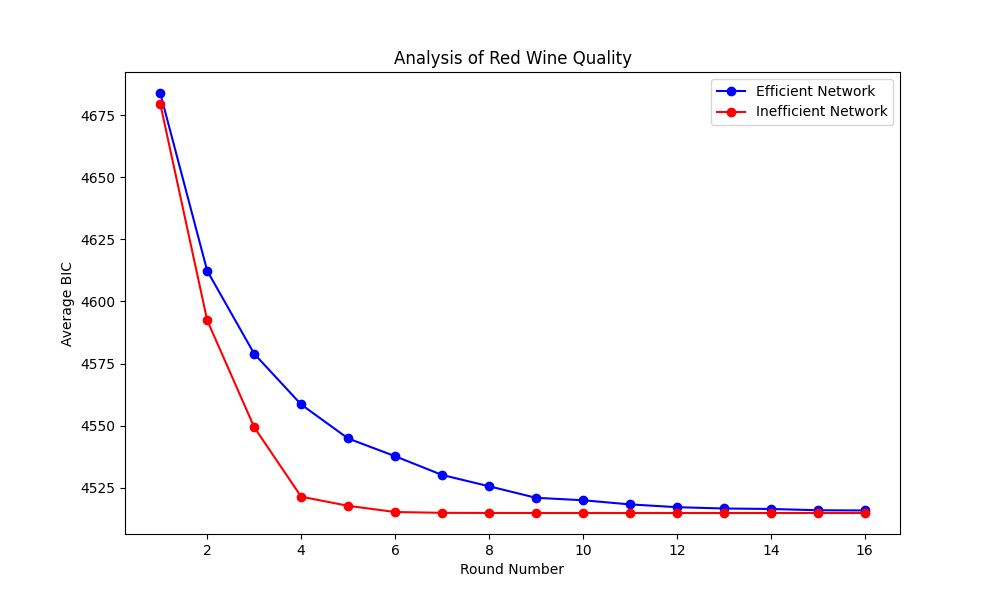 Analysis of Red Wine Quality
Efficient Network
Inefficient Network
Average BIC
4675
4650
4625
4600
4575
4550
4525
2 4 6 8 10 12 14 16
Round Number